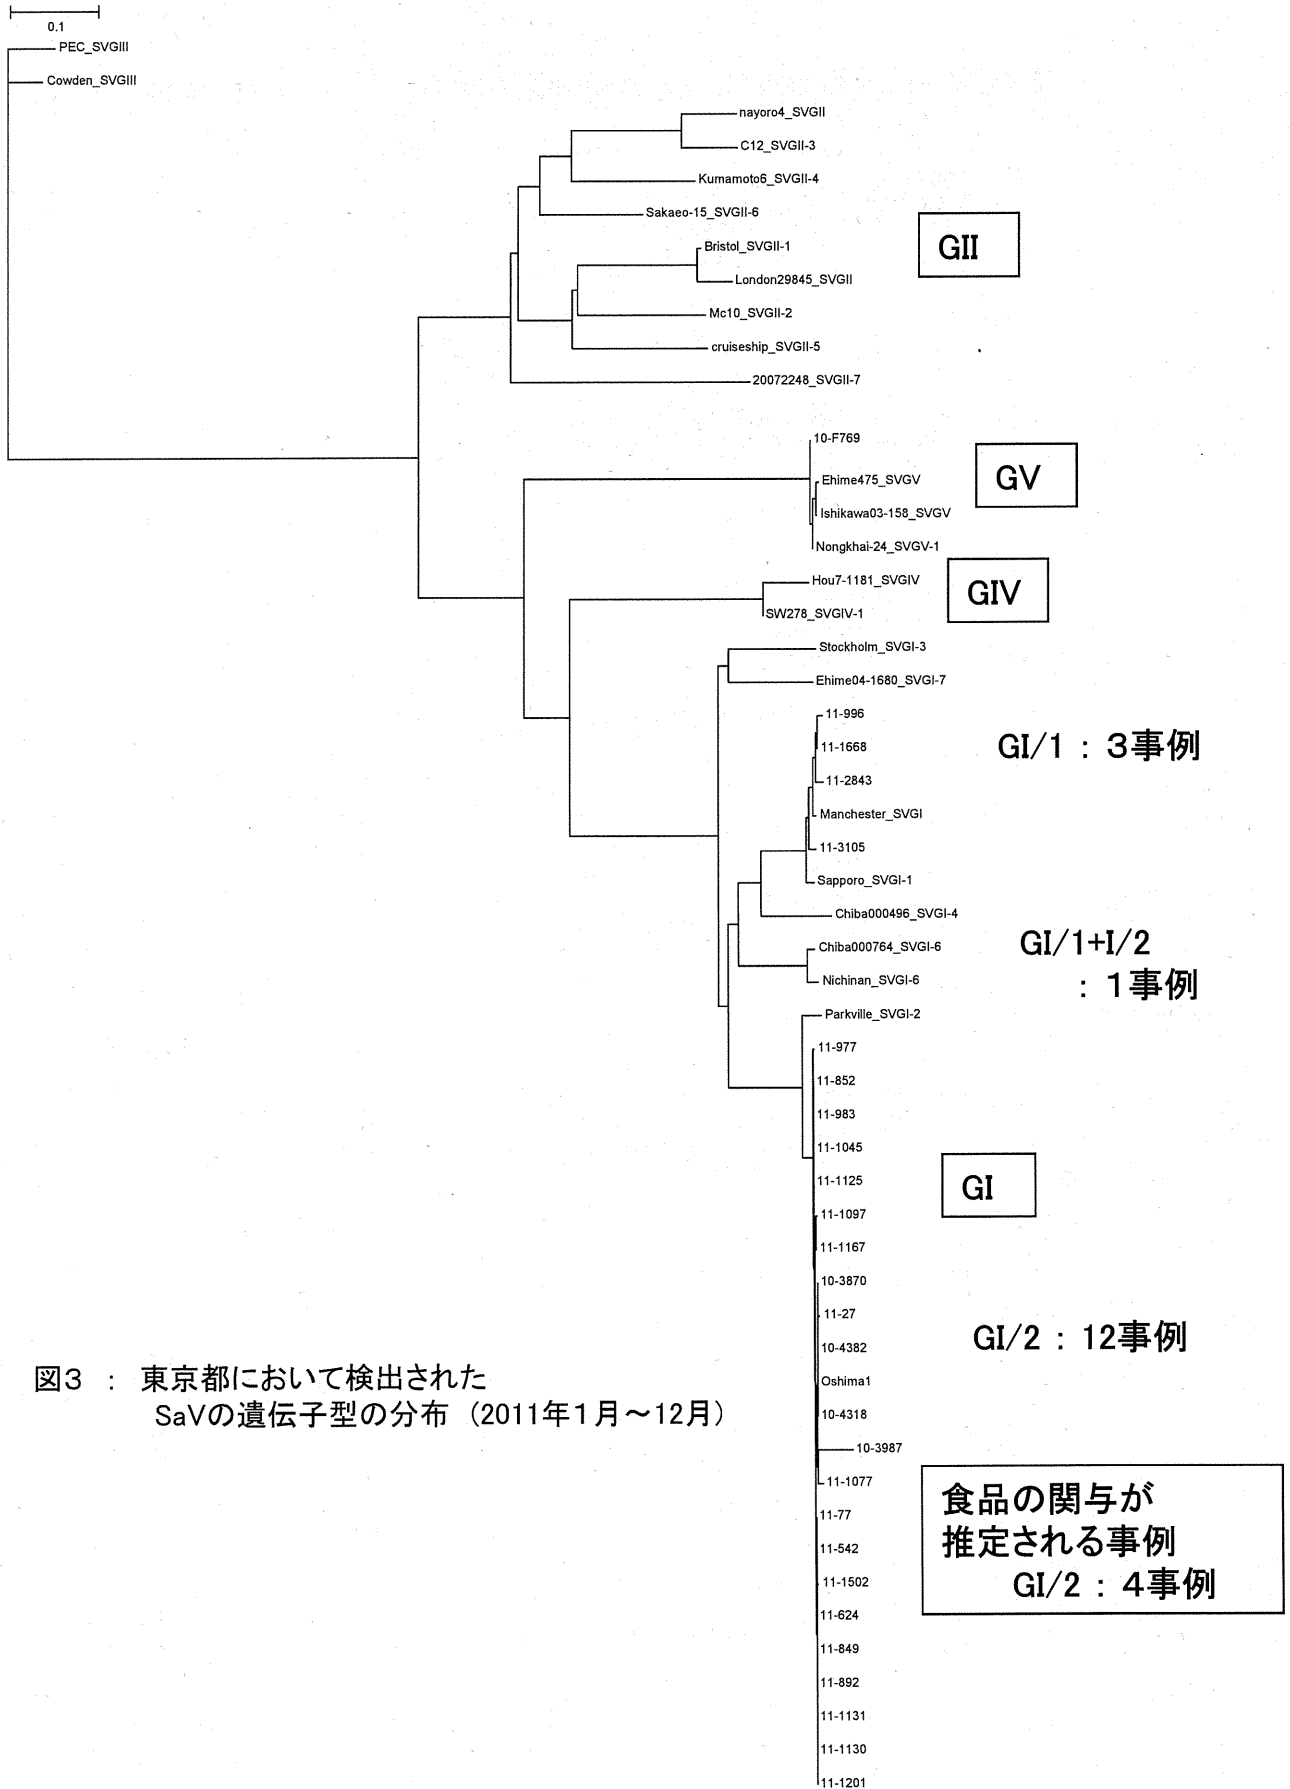 0.1
PEC_SVGIII
Cowden_SVGIII
nayoro4_SVGII
C12_SVGII-3
Kumamoto6_SVGII-4
Sakaeo-15_SVGII-6
GII
Bristol_SVGII-1
London29845_SVGII
Mc10_SVGII-2
cruiseship_SVGII-5
20072248_SVGII-7
10-F769
GV
Ehime475_SVGV
Ishikawa03-158_SVGV
Nongkhai-24_SVGV-1
Hou7-1181_SVGIV
GIV
SW278_SVGIV-1
Stockholm_SVGI-3
Ehime04-1680_SVGI-7
11-996
11-1668
GI/1 : 3事例
11-2843
Manchester_SVGI
11-3105
Sapporo_SVGI-1
Chiba000496_SVGI-4
Chiba000764_SVGI-6
GI/1+I/2
: 1事例
Nichinan_SVGI-6
Parkville_SVGI-2
11-977
11-852
11-983
11-1045
11-1125
GI
11-1097
11-1167
10-3870
11-27
GI/2 : 12事例
10-4382
Oshima1
10-4318
10-3987
11-1077
11-77
11-542
11-1502
11-624
11-849
11-892
11-1131
11-1130
11-1201
図3 : 東京都において検出された
SaVの遺伝子型の分布 (2011年1月～12月)
食品の関与が
推定される事例
GI/2 : 4事例